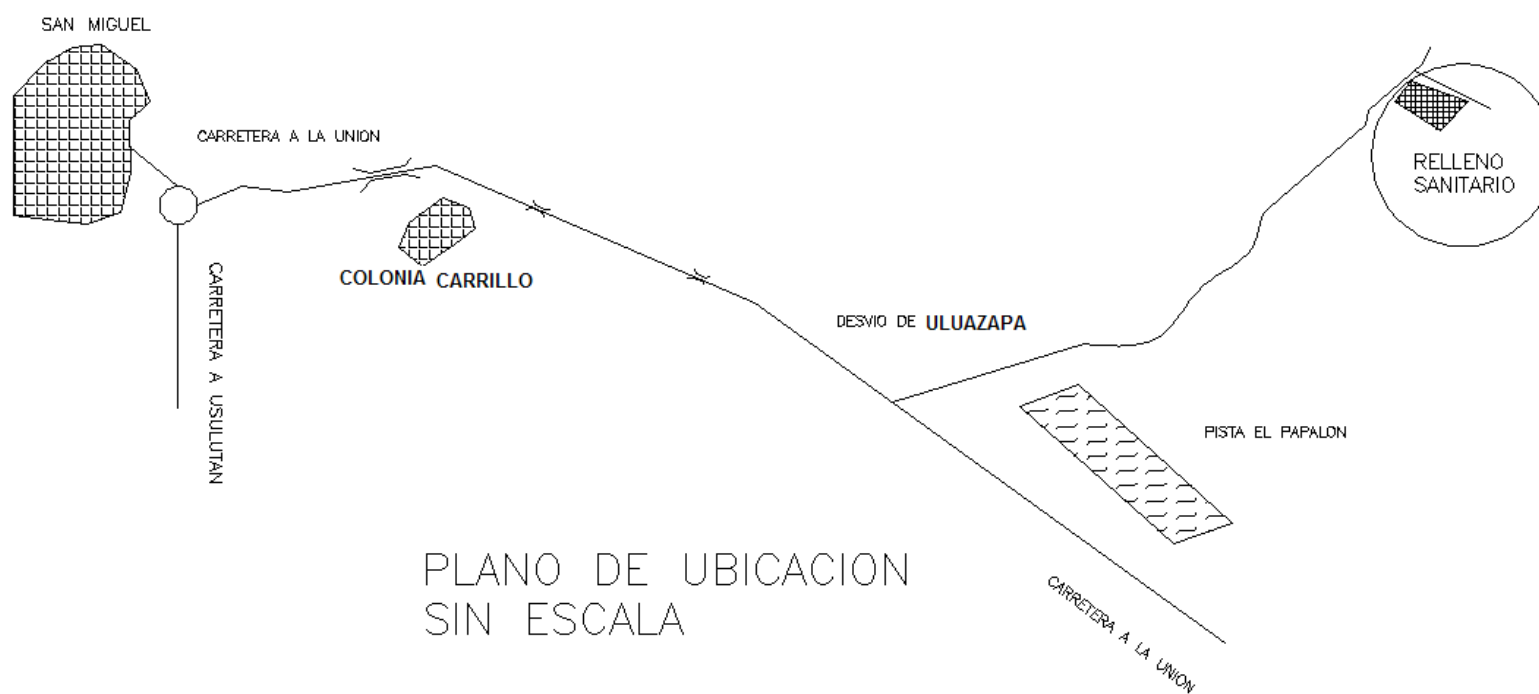 SAN MIGUEL
CARRETERA A LA UNION
RELLENO
SANITARIO
CARRETERA A USULUTAN
COLONIA CARRILLO
DESVIO DE ULUAZAPA
PISTA EL PAPALON
PLANO DE UBICACION
SIN ESCALA
CARRETERA A LA UNION